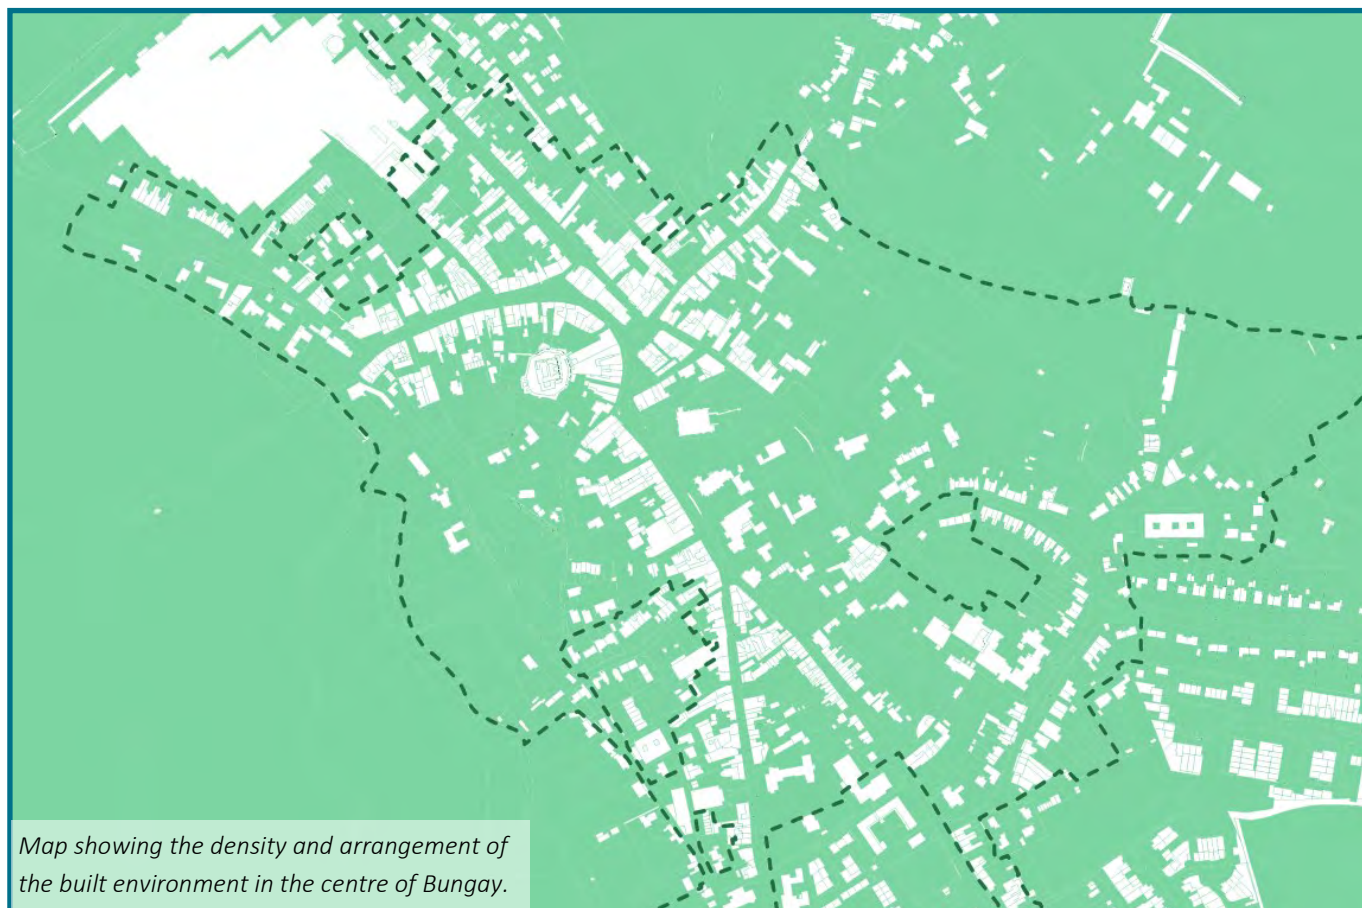 Map showing the density and arrangement of
the built environment in the centre of Bungay.